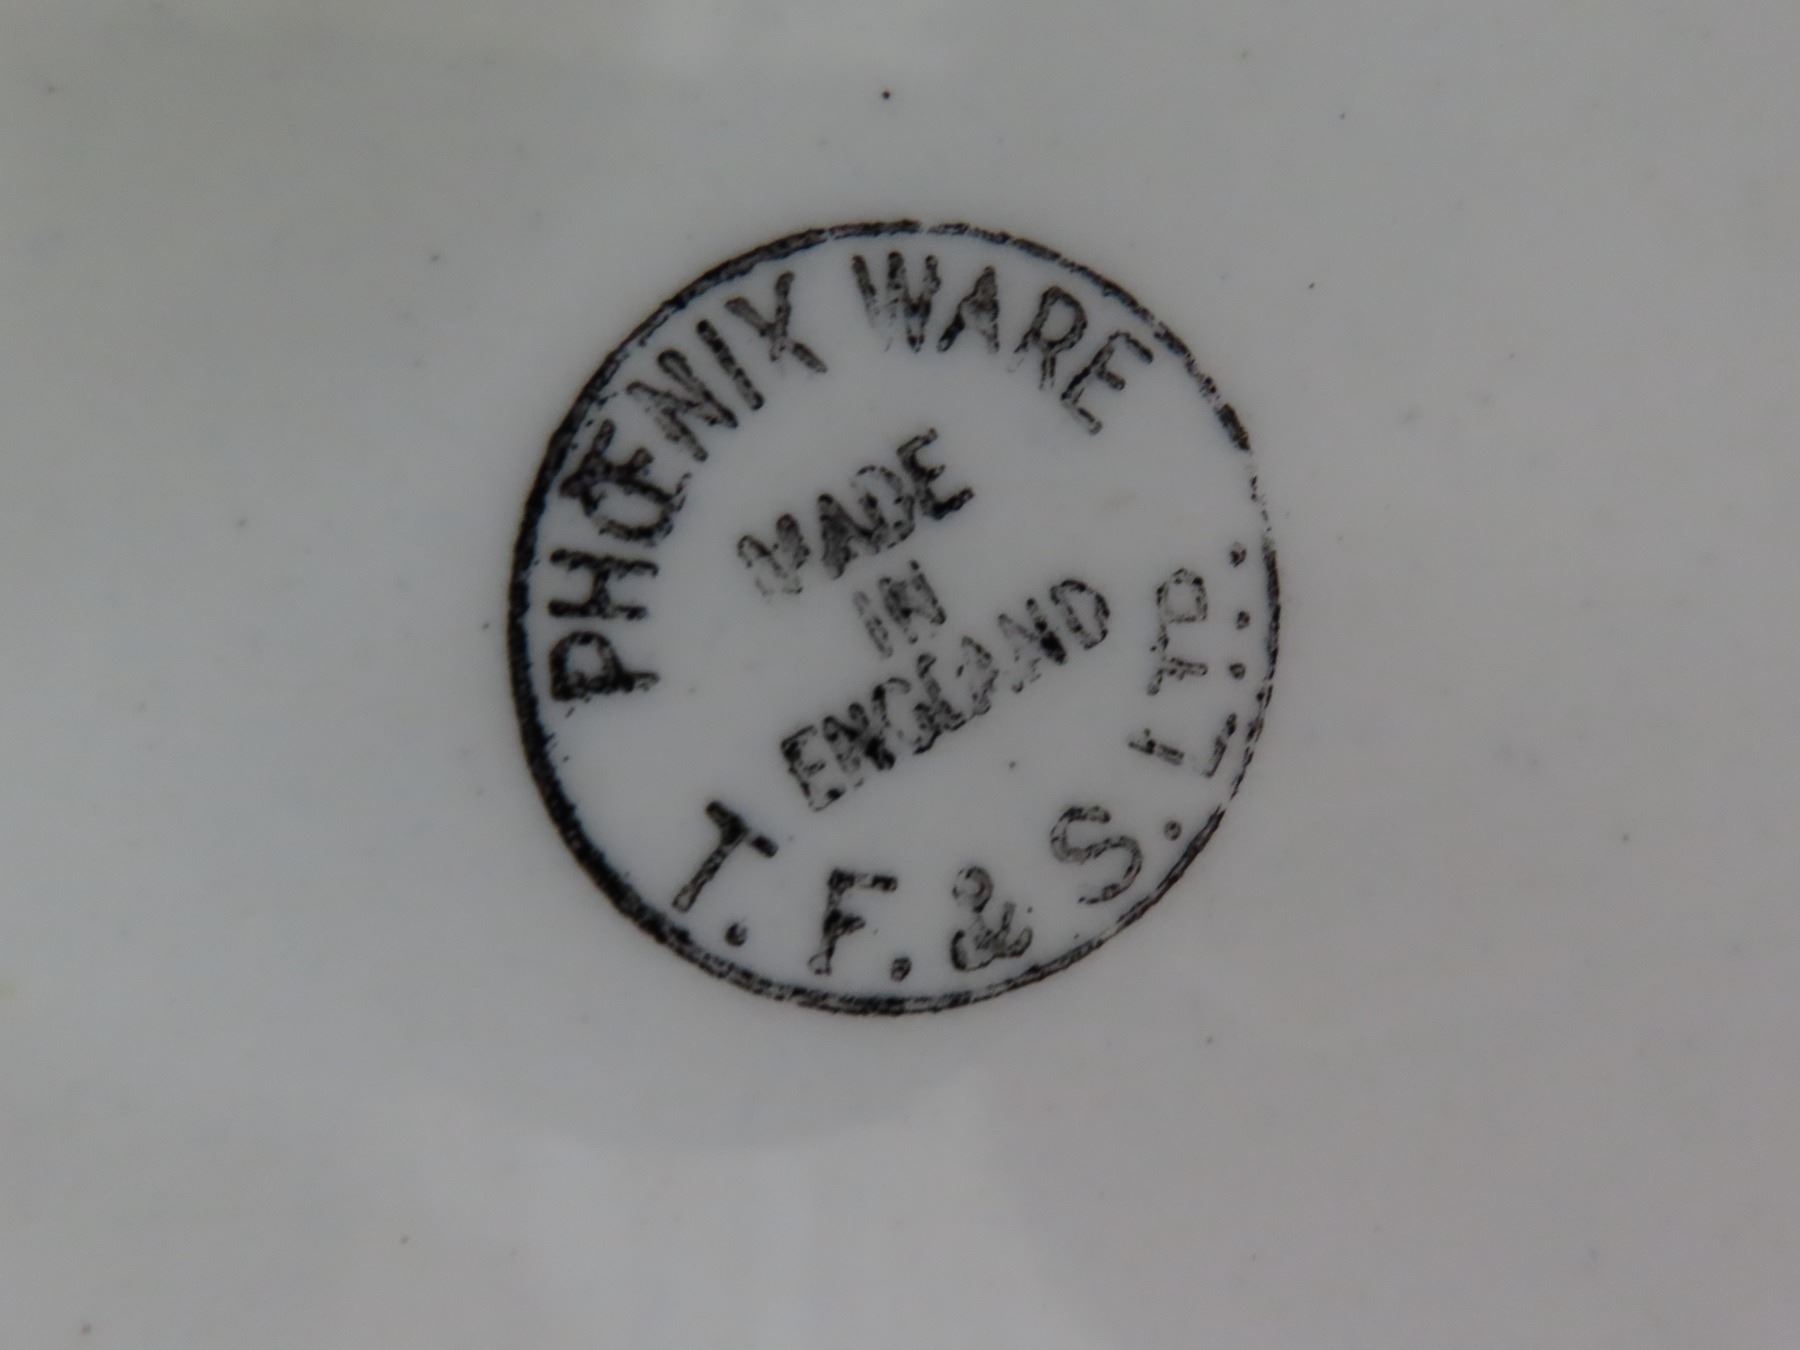 PHŒNIX WARE
MADE
IN
ENGLAND
T.F.&S.LTD.